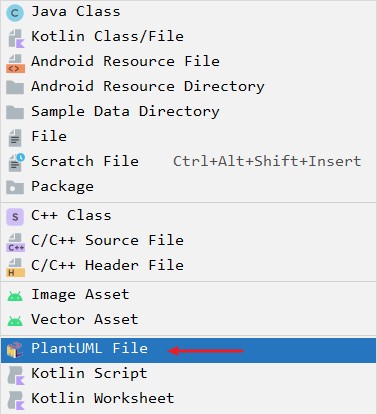 Java Class
Kotlin Class/File
Android Resource File
Android Resource Directory
Sample Data Directory
File
Scratch File Ctrl+Alt+Shift+Insert
Package
S C++ Class
C++ C/C++ Source File
H C/C++ Header File
Image Asset
Vector Asset
PlantUML File
Kotlin Script
Kotlin Worksheet